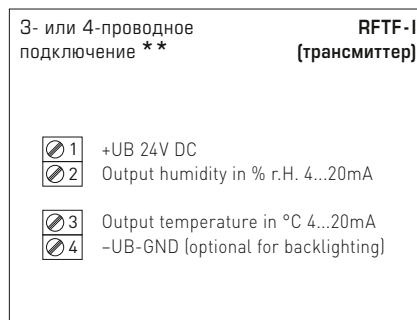 3- или 4-проводное
подключение **
RFTF-I
(трансмиттер)
1 +UB 24V DC
2 Output humidity in % r.H. 4...20mA
3 Output temperature in °C 4...20mA
4 –UB-GND (optional for backlighting)